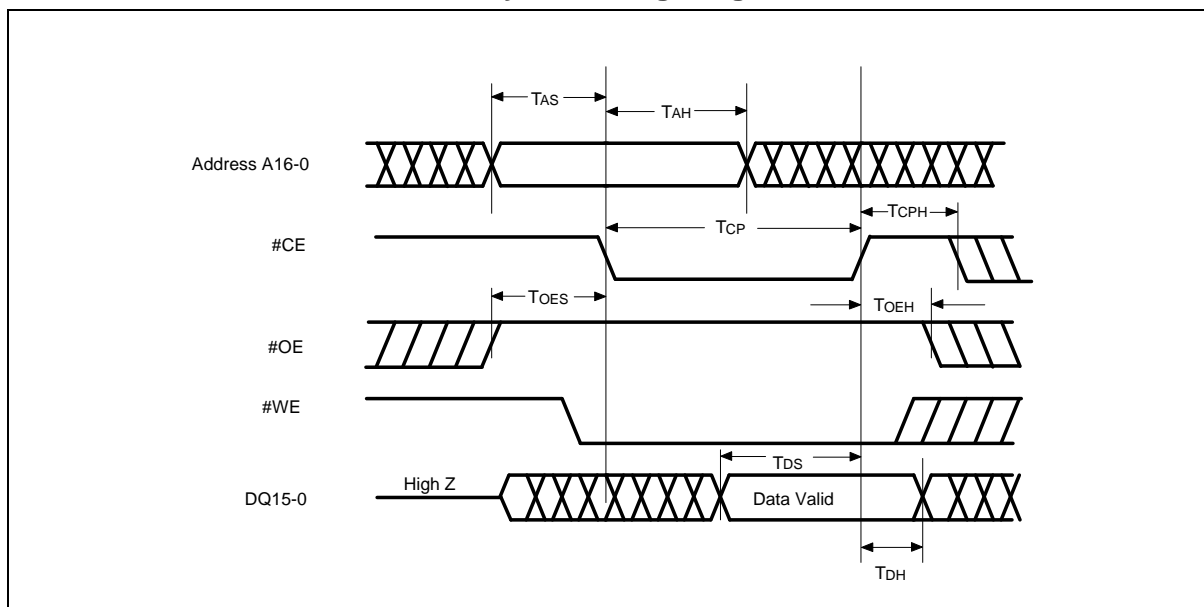 TAS
TAH
Address A16-0
TCPH
TCP
#CE
TOES
TOEH
#OE
#WE
TDS
High Z
DQ15-0
Data Valid
TDH